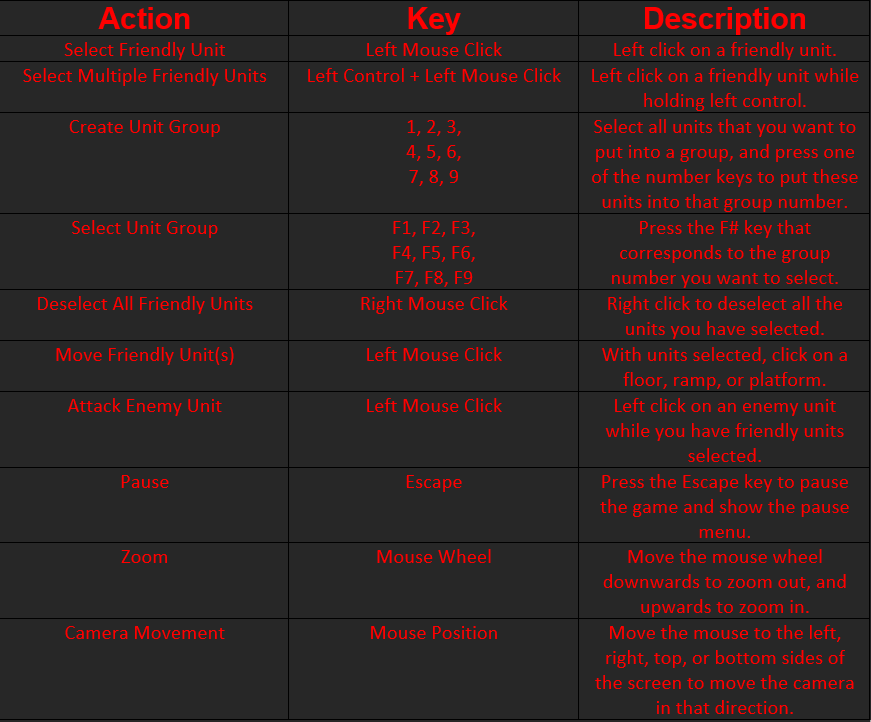 Action Key Description
Select Friendly Unit Left Mouse Click Left click on a friendly unit.
Select Multiple Friendly Units Left Control + Left Mouse Click Left click on a friendly unit while
holding left control.
Create Unit Group 1, 2, 3, Select all units that you want to
4, 5, 6, put into a group, and press one
7, 8, 9 of the number keys to put these
units into that group number.
Select Unit Group F1, F2, F3, Press the F# key that
F4, F5, F6, corresponds to the group
F7, F8, F9 number you want to select.
Deselect All Friendly Units Right Mouse Click Right click to deselect all the
units you have selected.
Move Friendly Unit(s) Left Mouse Click With units selected, click on a
floor, ramp, or platform.
Attack Enemy Unit Left Mouse Click Left click on an enemy unit
while you have friendly units
selected.
Pause Escape Press the Escape key to pause
the game and show the pause
menu.
Zoom Mouse Wheel Move the mouse wheel
downwards to zoom out, and
upwards to zoom in.
Camera Movement Mouse Position Move the mouse to the left,
right, top, or bottom sides of
the screen to move the camera
in that direction.